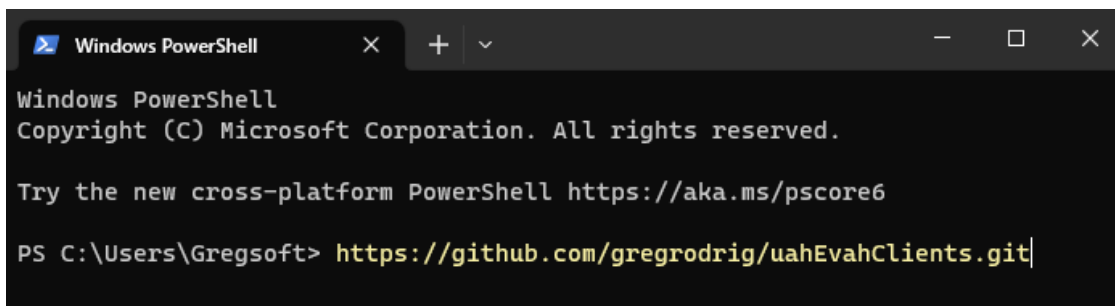 Windows PowerShell
Windows PowerShell
Copyright (C) Microsoft Corporation. All rights reserved.
Try the new cross-platform PowerShell https://aka.ms/pscore6
PS C:\Users\Gregsoft> https://github.com/gregrodrig/uahEvahClients.git